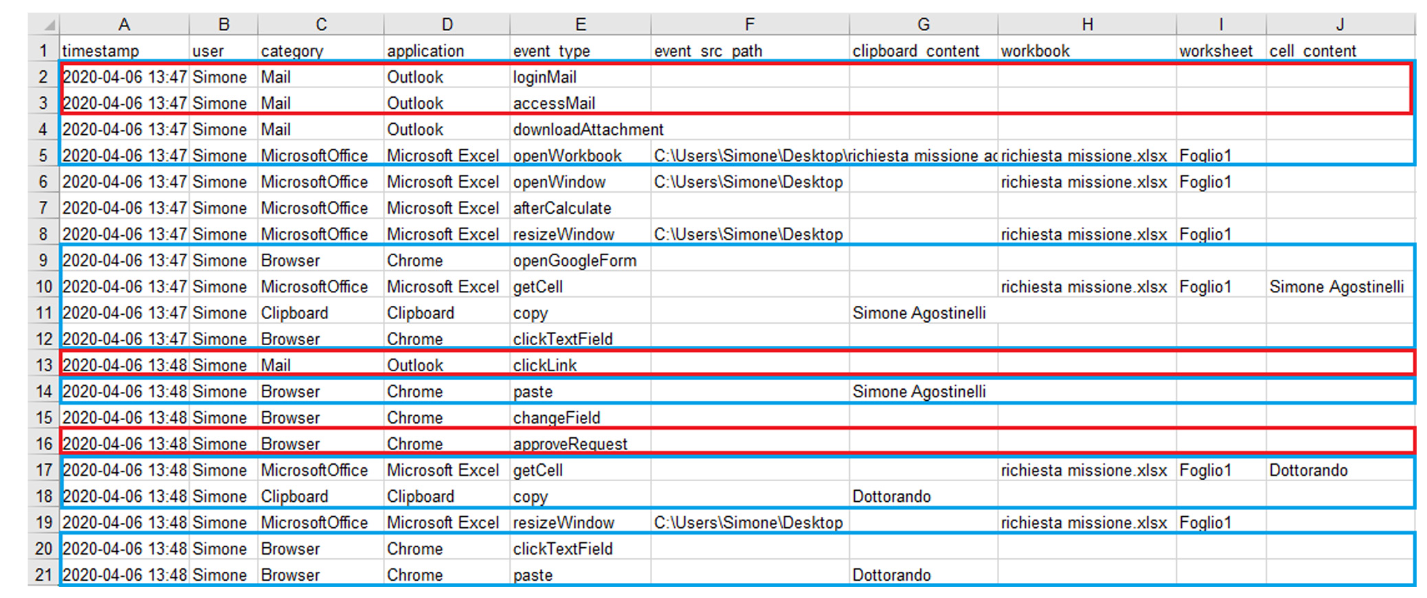 A B C D E F G H I J
1 timestamp user category application event_type event_src_path clipboard_content workbook worksheet cell_content
2 2020-04-06 13:47 Simone Mail Outlook loginMail
3 2020-04-06 13:47 Simone Mail Outlook accessMail
4 2020-04-06 13:47 Simone Mail Outlook downloadAttachment
5 2020-04-06 13:47 Simone MicrosoftOffice Microsoft Excel openWorkbook C:\Users\Simone\Desktop\richiesta missione ac richiesta missione.xlsx Foglio1
6 2020-04-06 13:47 Simone MicrosoftOffice Microsoft Excel openWindow C:\Users\Simone\Desktop richiesta missione.xlsx Foglio1
7 2020-04-06 13:47 Simone MicrosoftOffice Microsoft Excel afterCalculate
8 2020-04-06 13:47 Simone MicrosoftOffice Microsoft Excel resizeWindow C:\Users\Simone\Desktop richiesta missione.xlsx Foglio1
9 2020-04-06 13:47 Simone Browser Chrome openGoogleForm
10 2020-04-06 13:47 Simone MicrosoftOffice Microsoft Excel getCell richiesta missione.xlsx Foglio1 Simone Agostinelli
11 2020-04-06 13:47 Simone Clipboard Clipboard copy Simone Agostinelli
12 2020-04-06 13:47 Simone Browser Chrome clickTextField
13 2020-04-06 13:48 Simone Mail Outlook clickLink
14 2020-04-06 13:48 Simone Browser Chrome paste Simone Agostinelli
15 2020-04-06 13:48 Simone Browser Chrome changeField
16 2020-04-06 13:48 Simone Browser Chrome approveRequest
17 2020-04-06 13:48 Simone MicrosoftOffice Microsoft Excel getCell richiesta missione.xlsx Foglio1 Dottorando
18 2020-04-06 13:48 Simone Clipboard Clipboard copy Dottorando
19 2020-04-06 13:48 Simone MicrosoftOffice Microsoft Excel resizeWindow C:\Users\Simone\Desktop richiesta missione.xlsx Foglio1
20 2020-04-06 13:48 Simone Browser Chrome clickTextField
21 2020-04-06 13:48 Simone Browser Chrome paste Dottorando